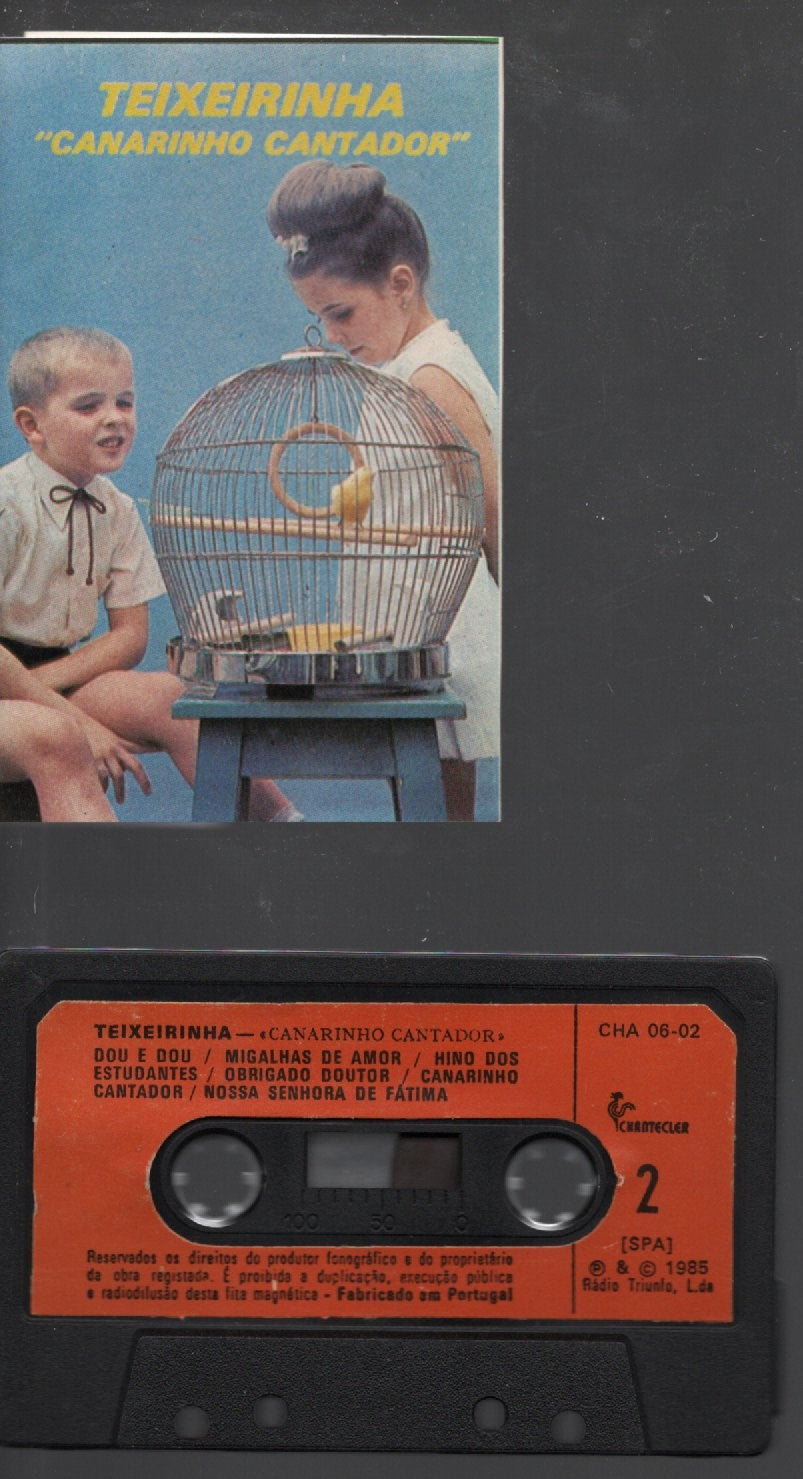 TEIXEIRINHA
"CANARINHO CANTADOR"
TEIXEIRINHA — «CANARINHO CANTADOR»
DOU E DOU / MIGALHAS DE AMOR / HINO DOS
ESTUDANTES / OBRIGADO DOUTOR / CANARINHO
CANTADOR / NOSSA SENHORA DE FÁTIMA
CHA 06-02
CHANTECLER
2
100 50 0
[SPA]
℗ & © 1985
Rádio Triunfo, L.da
Reservados os direitos do produtor fonográfico e do proprietário
da obra registada. É proibida a duplicação, execução pública
e radiodifusão desta fita magnética - Fabricado em Portugal